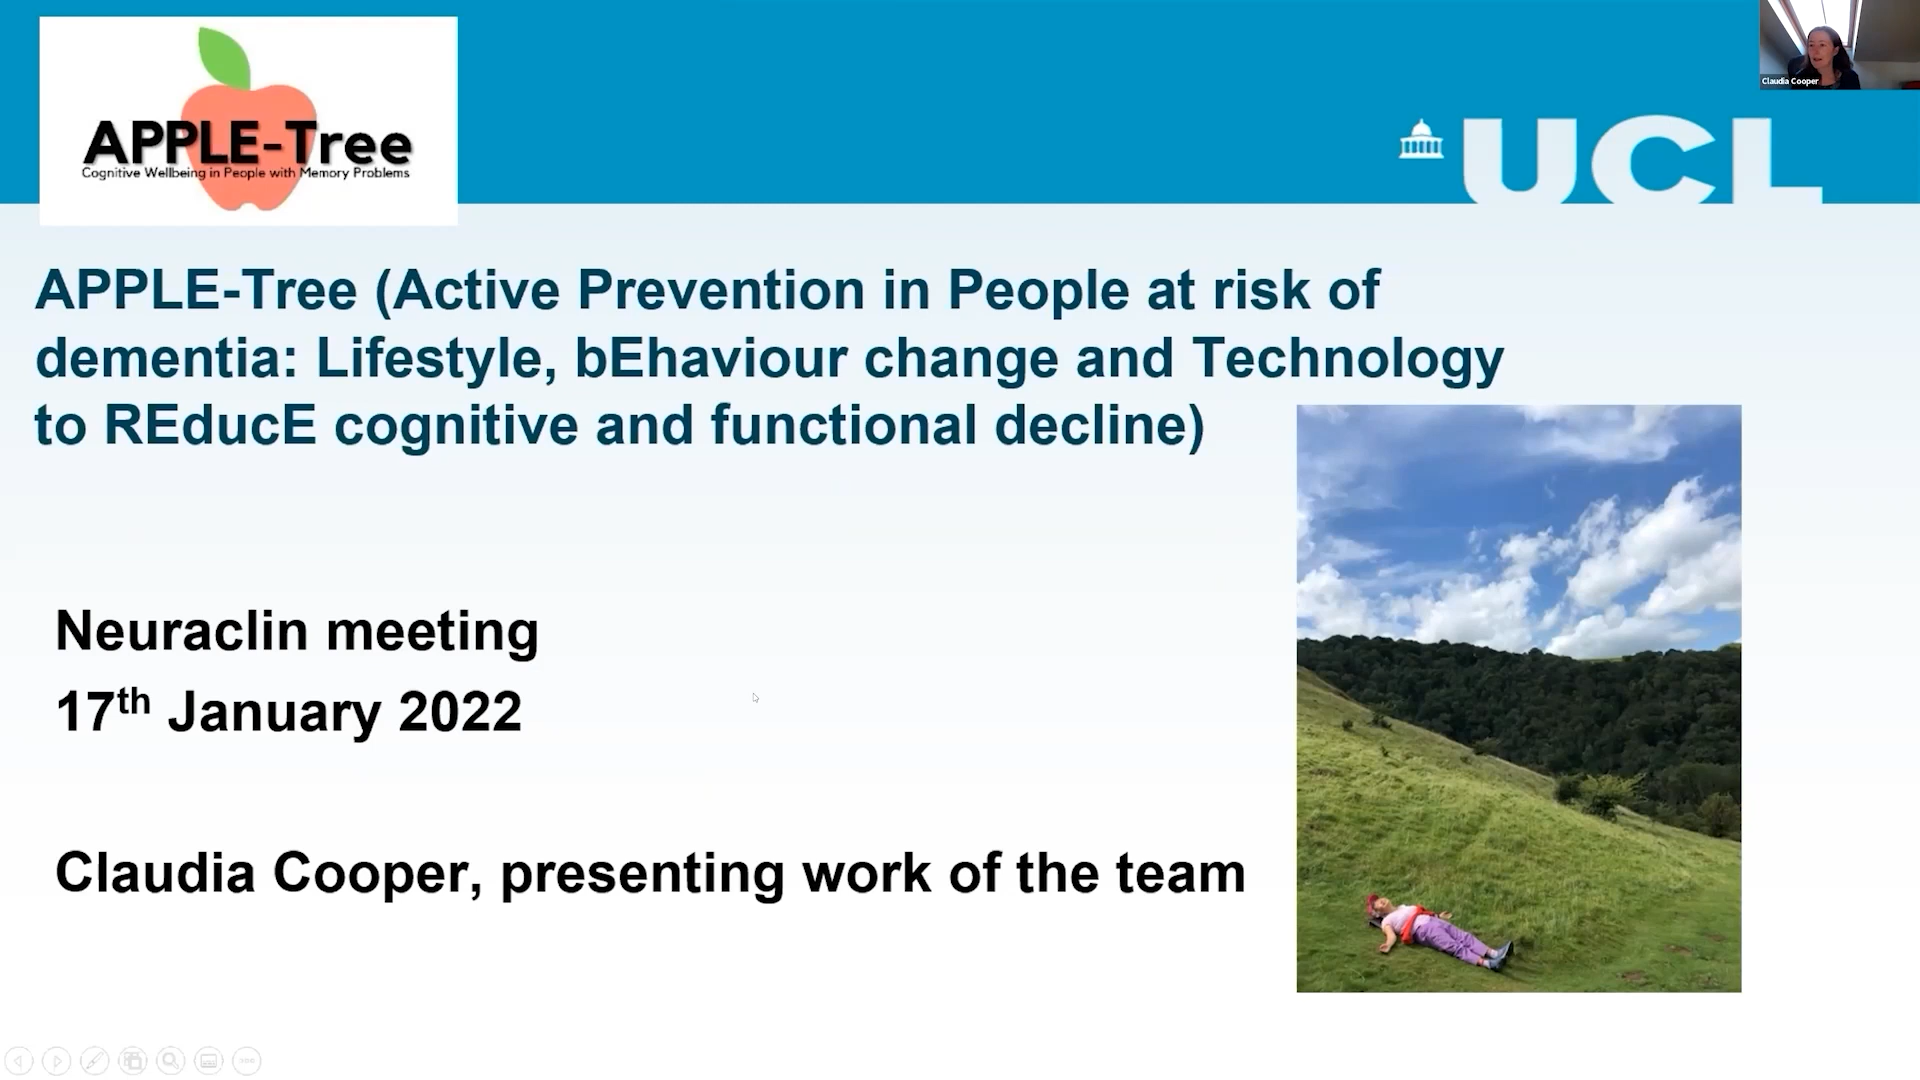 APPLE-Tree
Cognitive Wellbeing in People with Memory Problems
Claudia Cooper
UCL
APPLE-Tree (Active Prevention in People at risk of
dementia: Lifestyle, bEhaviour change and Technology
to REducE cognitive and functional decline)
Neuraclin meeting
17th January 2022
Claudia Cooper, presenting work of the team